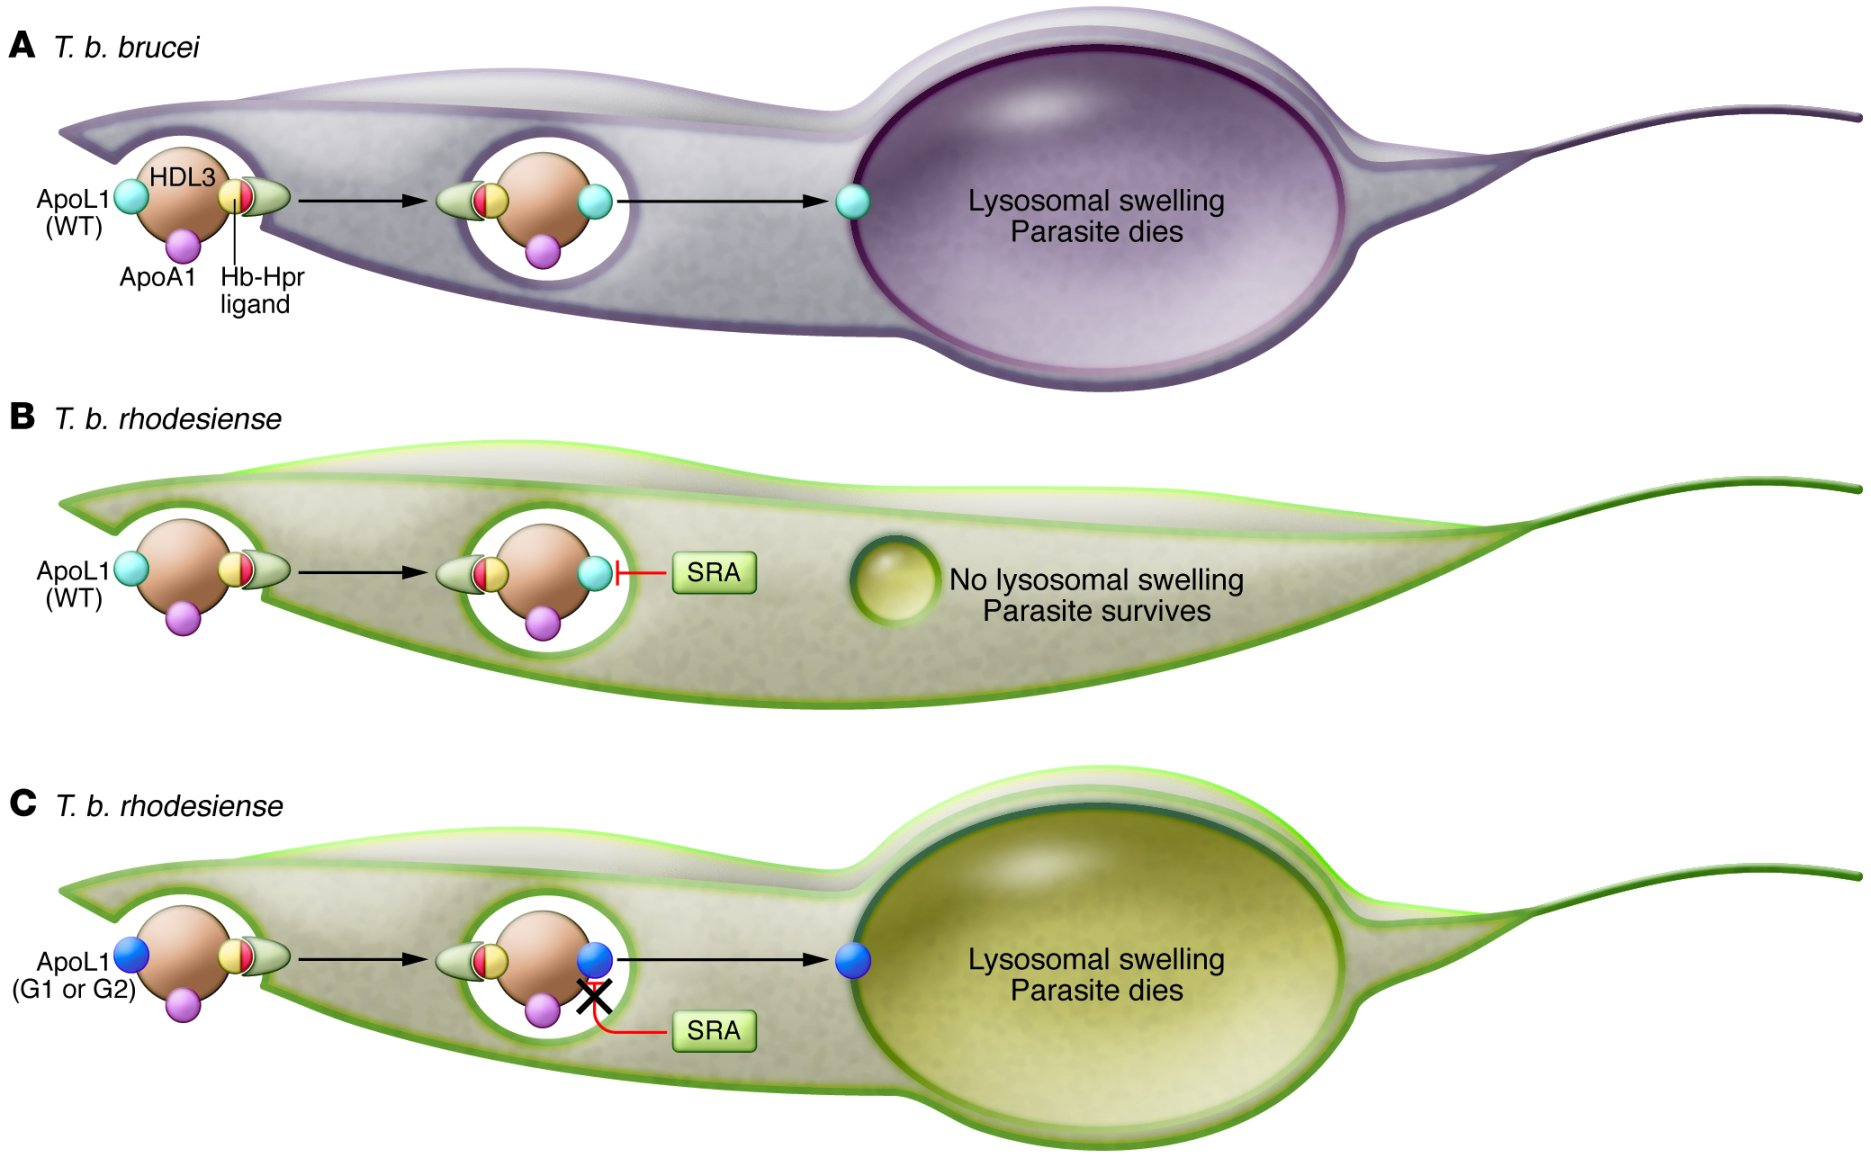 A T. b. brucei
HDL3
ApoL1
(WT)
ApoA1
Hb-Hpr
ligand
Lysosomal swelling
Parasite dies
B T. b. rhodesiense
ApoL1
(WT)
SRA
No lysosomal swelling
Parasite survives
C T. b. rhodesiense
ApoL1
(G1 or G2)
SRA
Lysosomal swelling
Parasite dies